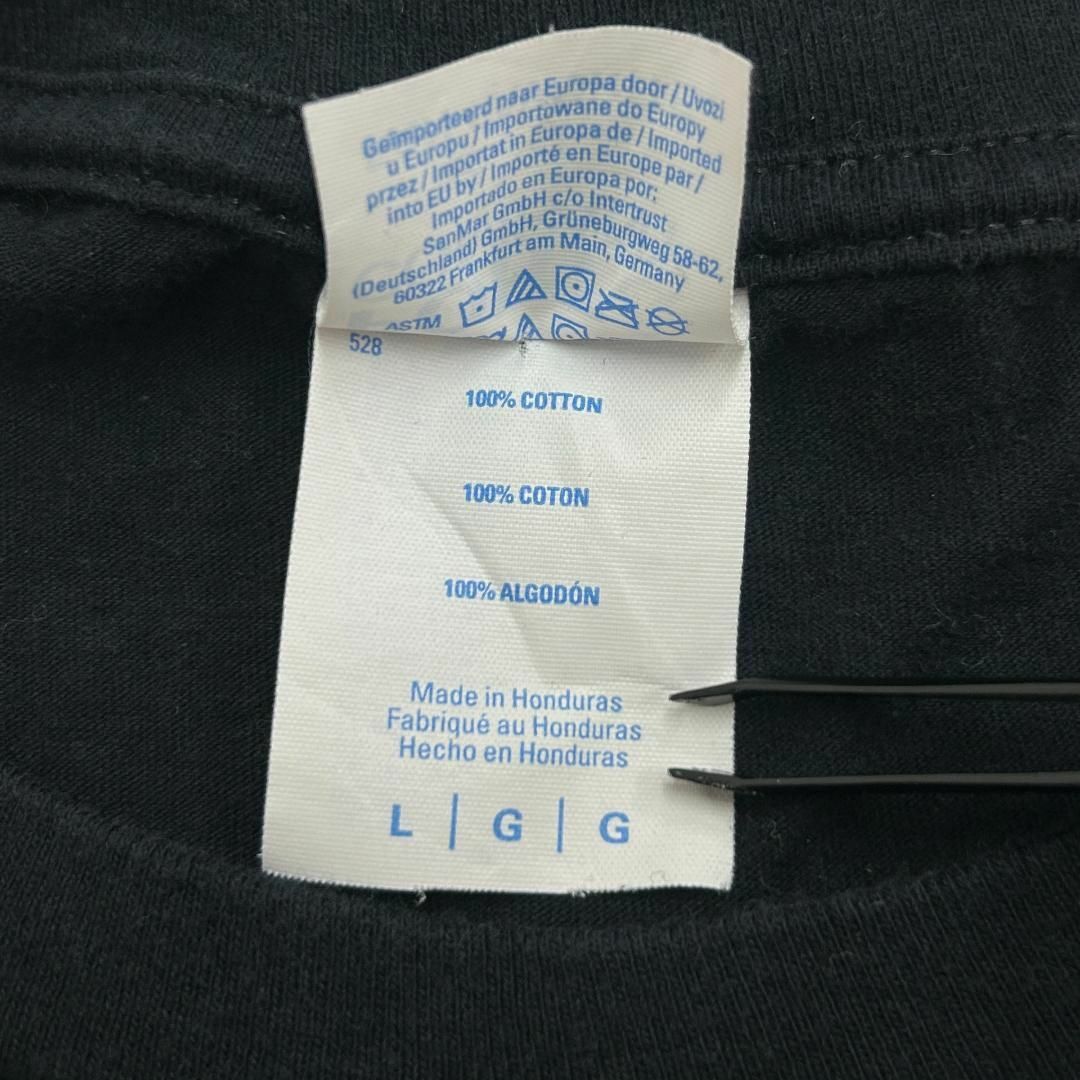 Geïmporteerd naar Europa door / Uvozi
u Europu / Importowane do Europy
przez / Importat in Europa de / Imported
into EU by / Importé en Europe par /
Importado en Europa por:
SanMar GmbH c/o Intertrust
(Deutschland) GmbH, Grüneburgweg 58-62,
60322 Frankfurt am Main, Germany
ASTM
528
100% COTTON
100% COTON
100% ALGODÓN
Made in Honduras
Fabriqué au Honduras
Hecho en Honduras
L | G | G